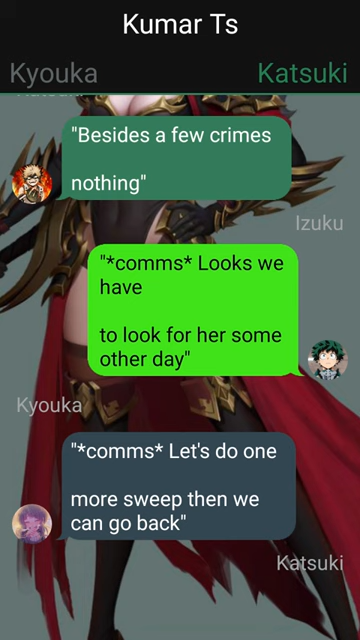 Kumar Ts
Kyouka
Katsuki
"Besides a few crimes
nothing"
Izuku
"*comms* Looks we
have
to look for her some
other day"
Kyouka
"*comms* Let's do one
more sweep then we
can go back"
Katsuki